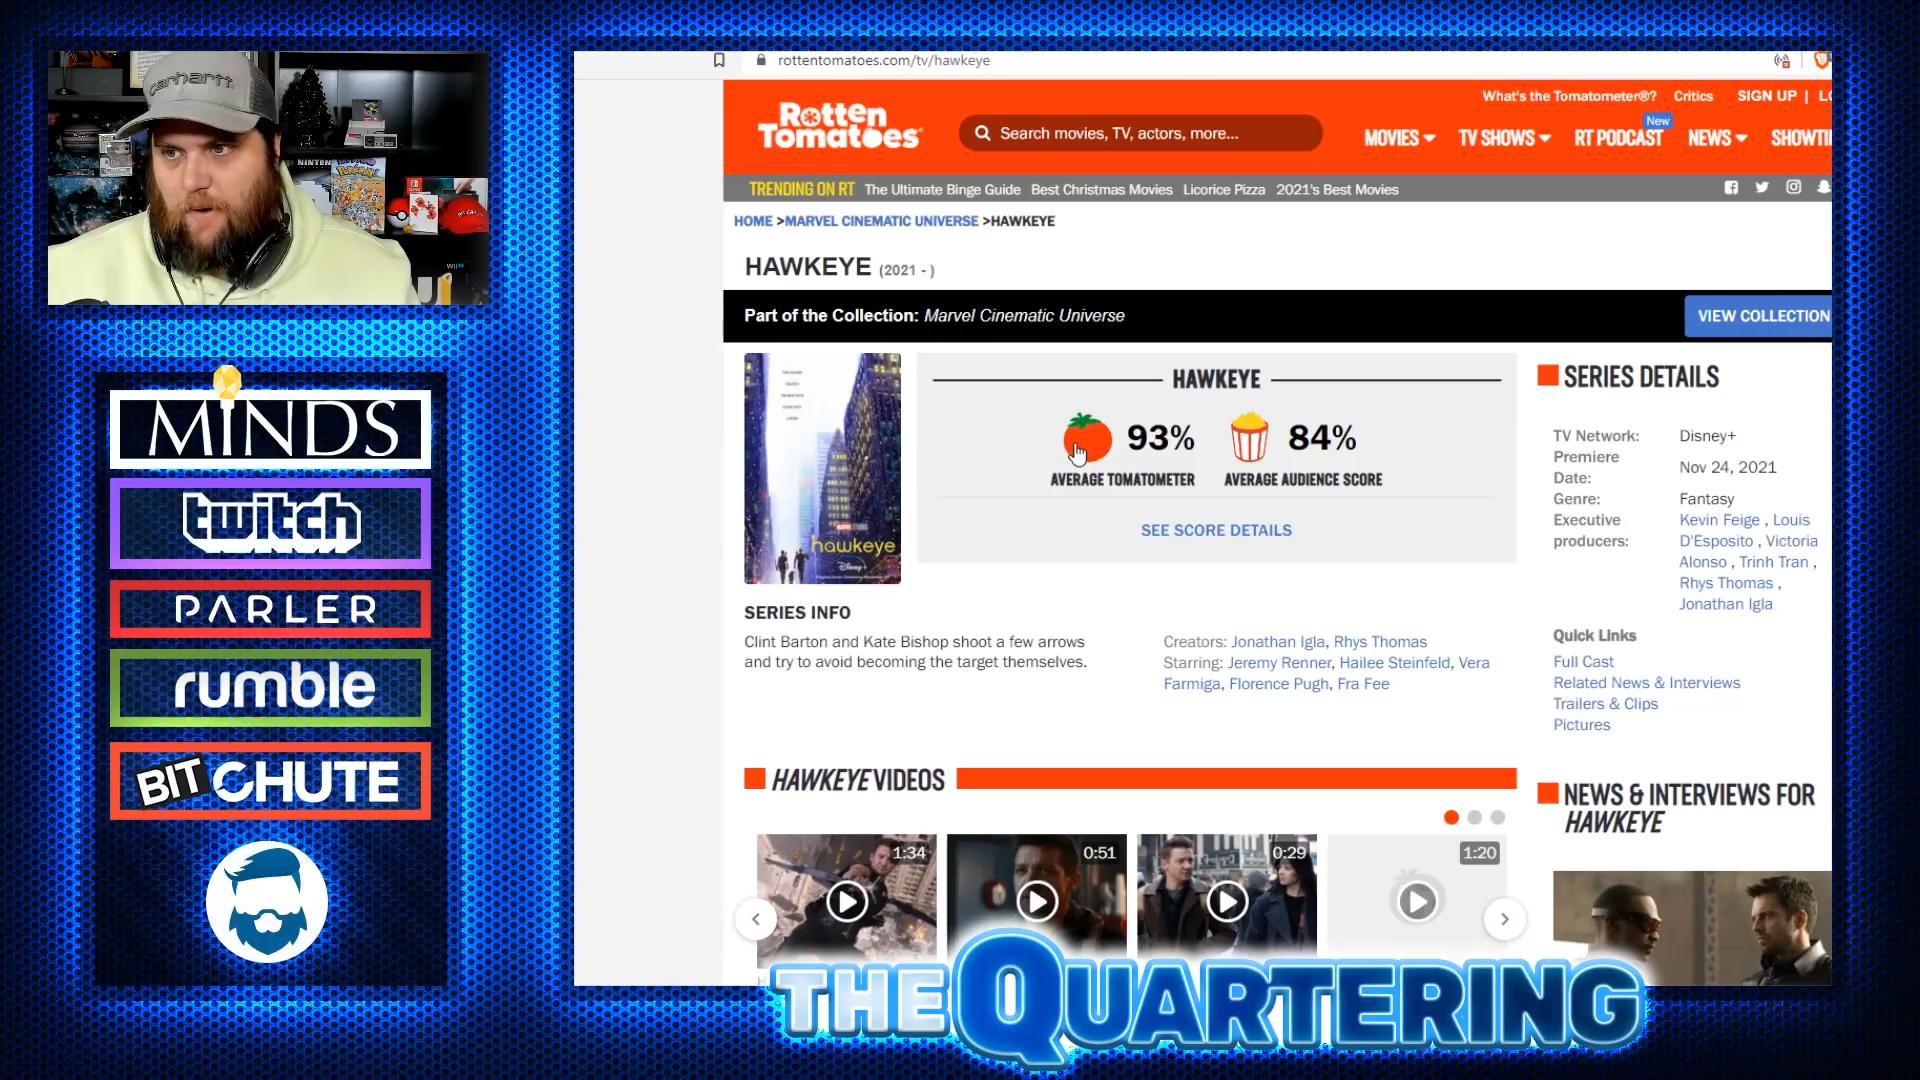 carhartt
NINTEN
Pokémon
WiiU
MINDS
twitch
PARLER
rumble
BITCHUTE
rottentomatoes.com/tv/hawkeye
What's the Tomatometer®? Critics SIGN UP |
Rotten
Tomatoes
Search movies, TV, actors, more...
New
MOVIES TV SHOWS RT PODCAST NEWS
TRENDING ON RT The Ultimate Binge Guide Best Christmas Movies Licorice Pizza 2021's Best Movies
HOME >MARVEL CINEMATIC UNIVERSE >HAWKEYE
HAWKEYE (2021 - )
Part of the Collection: Marvel Cinematic Universe
VIEW COLLECTION
hawkeye
Disney+
HAWKEYE
93% 84%
AVERAGE TOMATOMETER AVERAGE AUDIENCE SCORE
SEE SCORE DETAILS
SERIES INFO
Clint Barton and Kate Bishop shoot a few arrows
and try to avoid becoming the target themselves.
Creators: Jonathan Igla, Rhys Thomas
Starring: Jeremy Renner, Hailee Steinfeld, Vera
Farmiga, Florence Pugh, Fra Fee
SERIES DETAILS
TV Network: Disney+
Premiere
Date: Nov 24, 2021
Genre: Fantasy
Executive Kevin Feige , Louis
producers: D'Esposito , Victoria
Alonso , Trinh Tran ,
Rhys Thomas ,
Jonathan Igla
Quick Links
Full Cast
Related News & Interviews
Trailers & Clips
Pictures
HAWKEYE VIDEOS
1:34 0:51 0:29 1:20
NEWS & INTERVIEWS FOR
HAWKEYE
THE QUARTERING